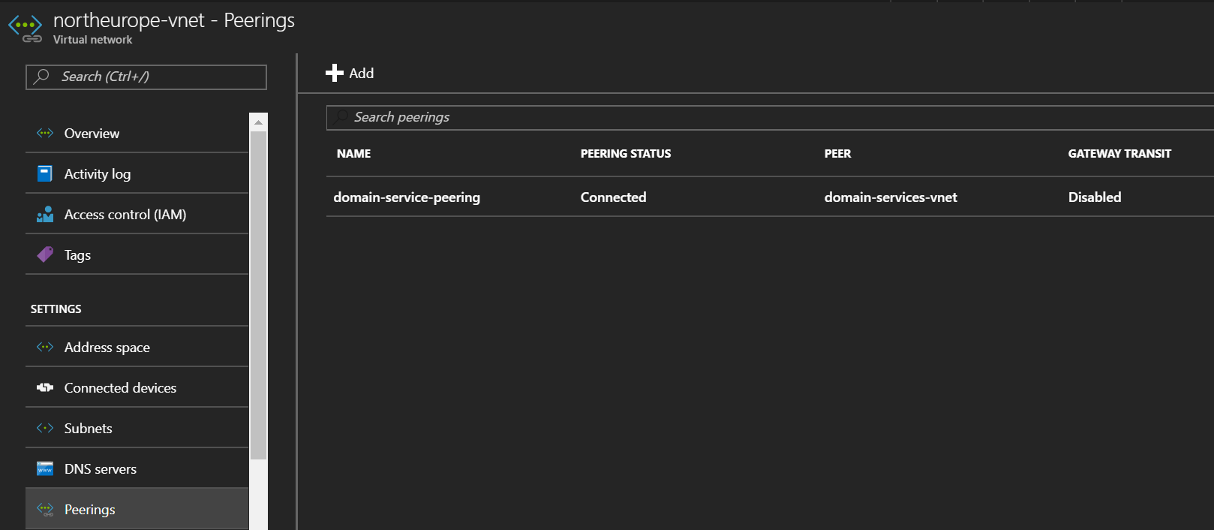 northeurope-vnet - Peerings
Virtual network
Search (Ctrl+/)
Overview
Activity log
Access control (IAM)
Tags
SETTINGS
Address space
Connected devices
Subnets
DNS servers
Peerings
Add
Search peerings
NAME PEERING STATUS PEER GATEWAY TRANSIT
domain-service-peering Connected domain-services-vnet Disabled